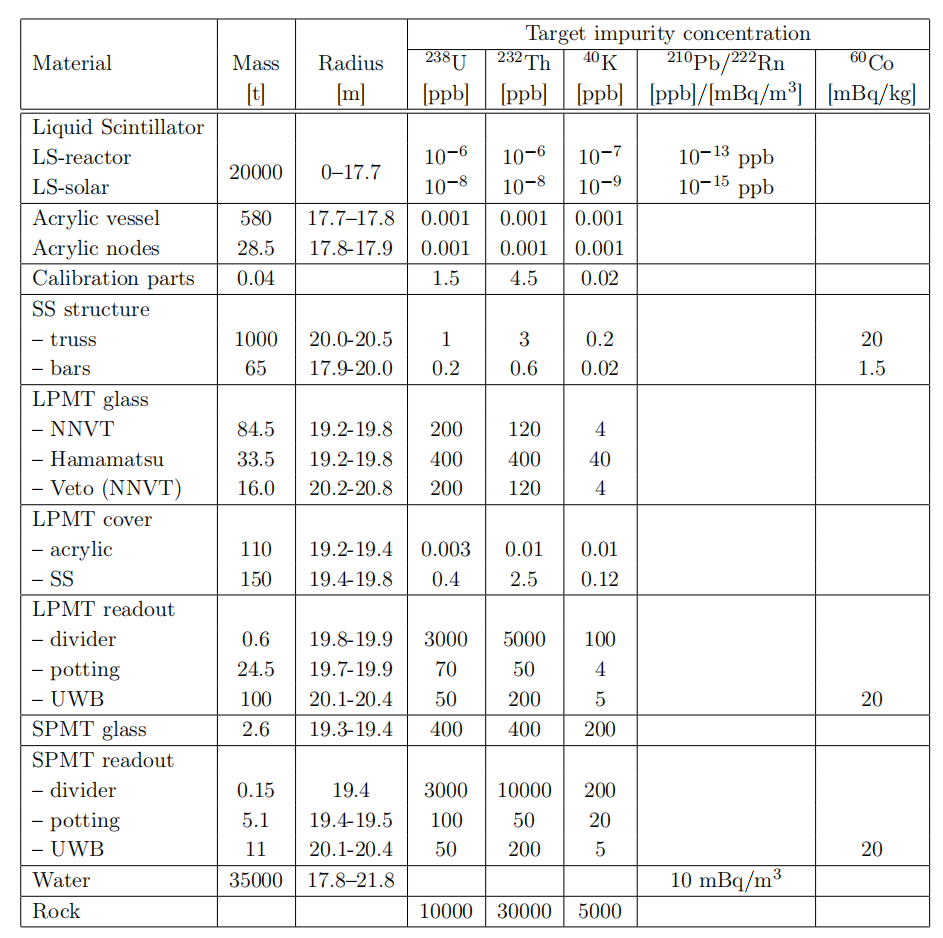 Target impurity concentration
Material Mass Radius ²³⁸U ²³²Th ⁴⁰K ²¹⁰Pb/²²²Rn ⁶⁰Co
[t] [m] [ppb] [ppb] [ppb] [ppb]/[mBq/m³] [mBq/kg]
Liquid Scintillator
LS-reactor 10⁻⁶ 10⁻⁶ 10⁻⁷ 10⁻¹³ ppb
20000 0–17.7
LS-solar 10⁻⁸ 10⁻⁸ 10⁻⁹ 10⁻¹⁵ ppb
Acrylic vessel 580 17.7–17.8 0.001 0.001 0.001
Acrylic nodes 28.5 17.8-17.9 0.001 0.001 0.001
Calibration parts 0.04 1.5 4.5 0.02
SS structure
– truss 1000 20.0-20.5 1 3 0.2 20
– bars 65 17.9-20.0 0.2 0.6 0.02 1.5
LPMT glass
– NNVT 84.5 19.2-19.8 200 120 4
– Hamamatsu 33.5 19.2-19.8 400 400 40
– Veto (NNVT) 16.0 20.2-20.8 200 120 4
LPMT cover
– acrylic 110 19.2-19.4 0.003 0.01 0.01
– SS 150 19.4-19.8 0.4 2.5 0.12
LPMT readout
– divider 0.6 19.8-19.9 3000 5000 100
– potting 24.5 19.7-19.9 70 50 4
– UWB 100 20.1-20.4 50 200 5 20
SPMT glass 2.6 19.3-19.4 400 400 200
SPMT readout
– divider 0.15 19.4 3000 10000 200
– potting 5.1 19.4-19.5 100 50 20
– UWB 11 20.1-20.4 50 200 5 20
Water 35000 17.8–21.8 10 mBq/m³
Rock 10000 30000 5000